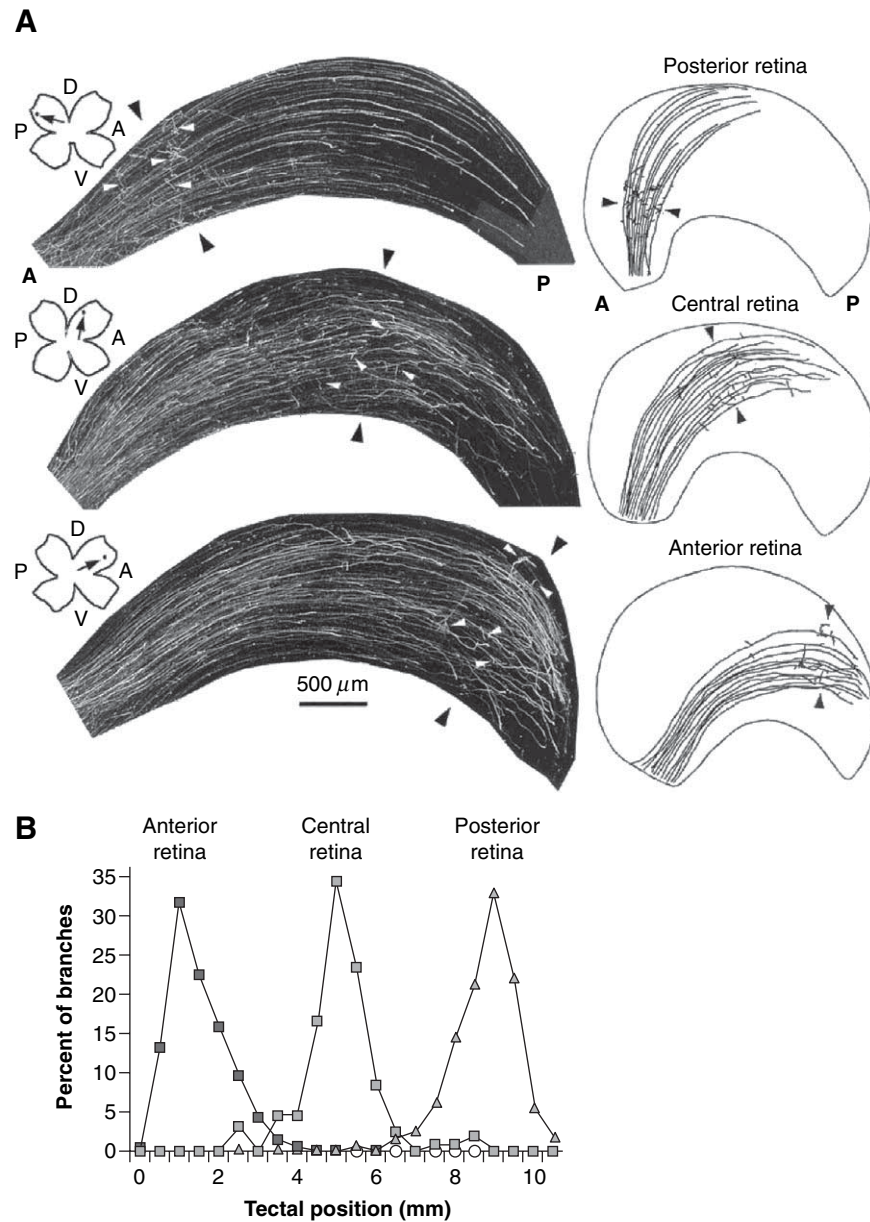 A
Posterior retina
D
P
A
V
A
P
D
P
A
V
A
Central retina
P
D
P
A
V
Anterior retina
500 μm
B
Anterior
retina
Central
retina
Posterior
retina
35
30
25
20
15
10
5
0
Percent of branches
0 2 4 6 8 10
Tectal position (mm)